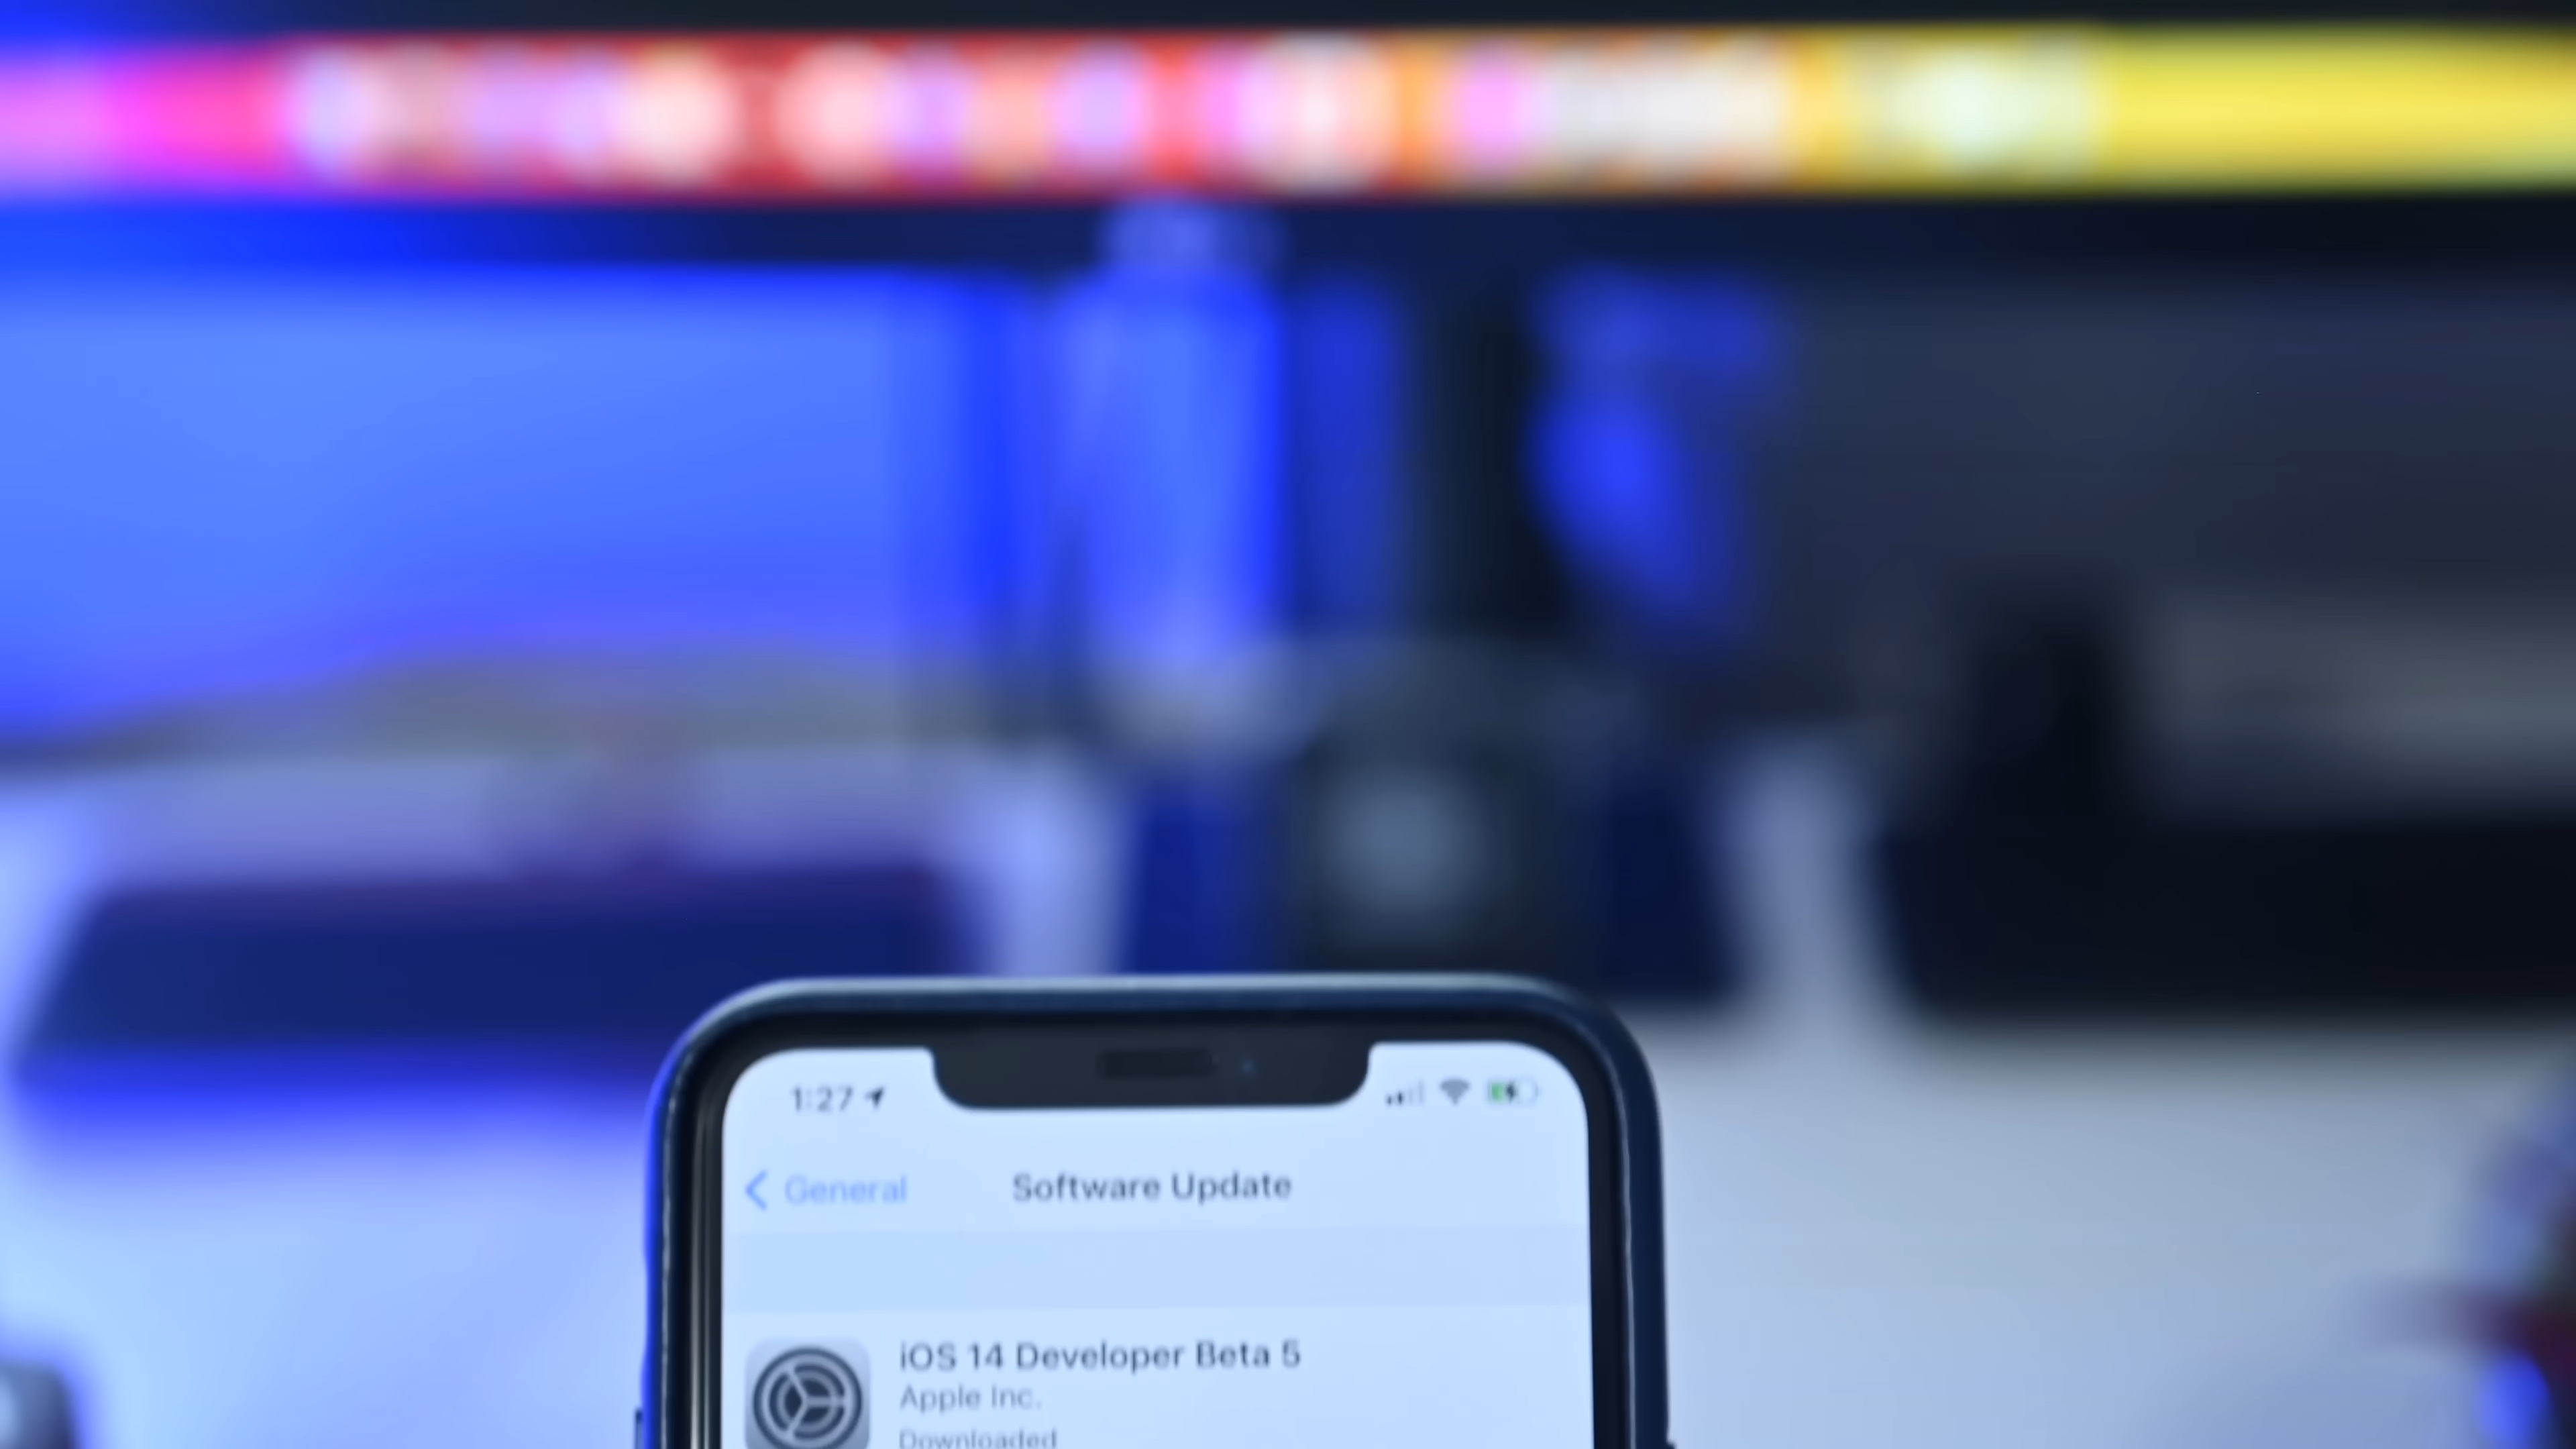 1:27
General
Software Update
iOS 14 Developer Beta 5
Apple Inc.
Downloaded